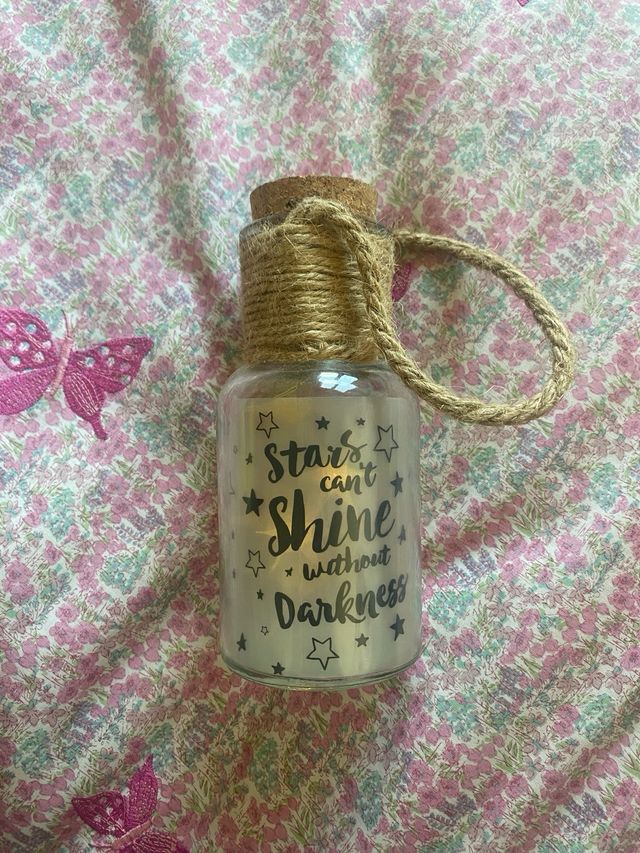 Stars
can't
Shine
without
Darkness